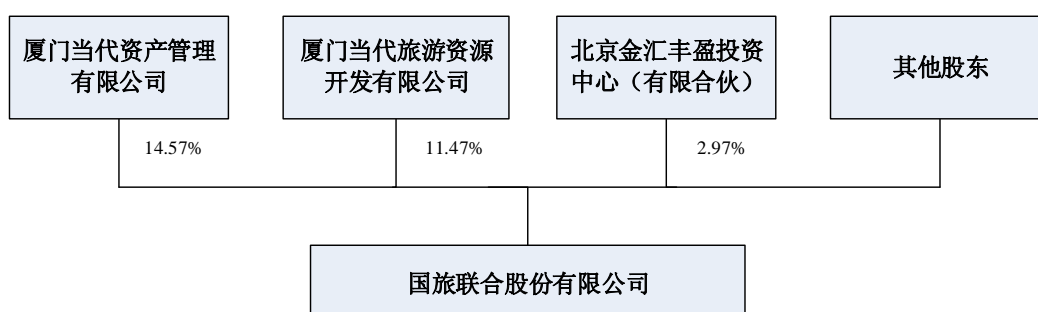 厦门当代资产管理
有限公司
厦门当代旅游资源
开发有限公司
北京金汇丰盈投资
中心（有限合伙）
其他股东
14.57%
11.47%
2.97%
国旅联合股份有限公司